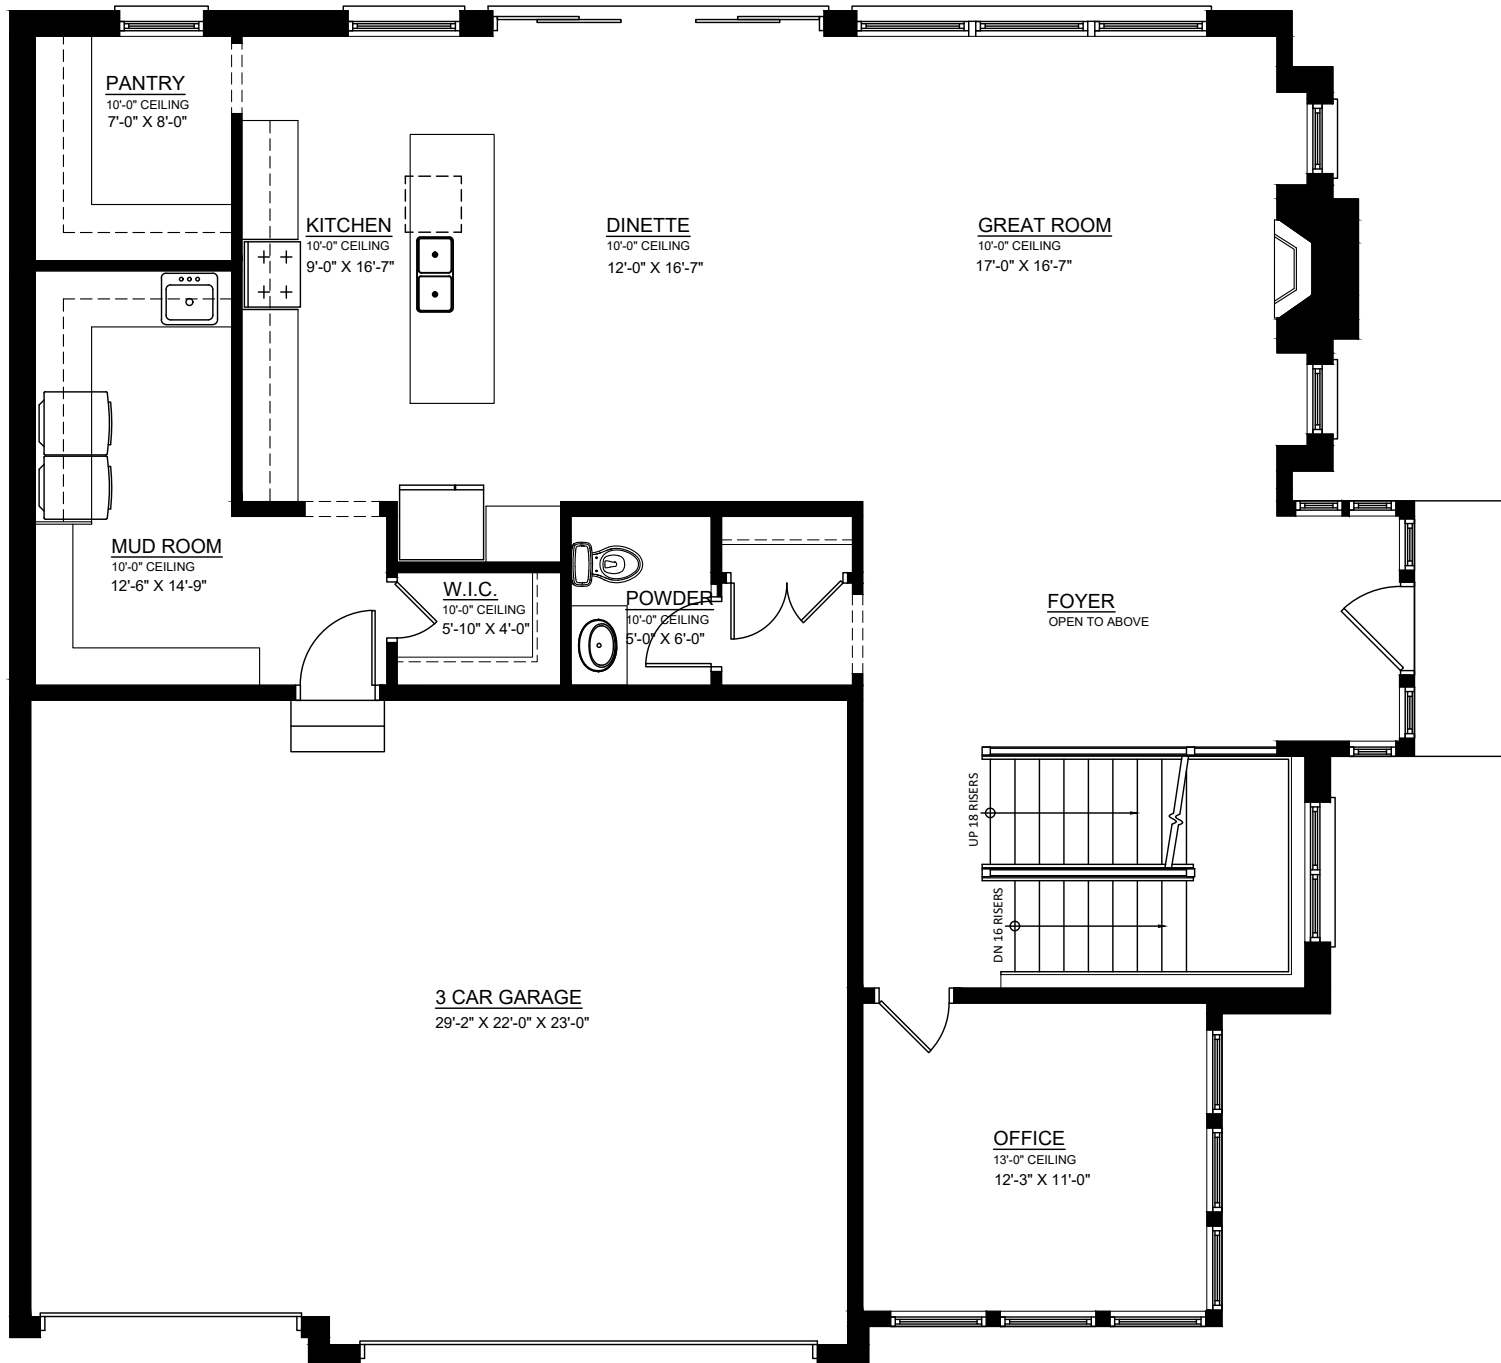 PANTRY
10'-0" CEILING
7'-0" X 8'-0"
KITCHEN
10'-0" CEILING
9'-0" X 16'-7"
DINETTE
10'-0" CEILING
12'-0" X 16'-7"
GREAT ROOM
10'-0" CEILING
17'-0" X 16'-7"
MUD ROOM
10'-0" CEILING
12'-6" X 14'-9"
W.I.C.
10'-0" CEILING
5'-10" X 4'-0"
POWDER
10'-0" CEILING
5'-0" X 6'-0"
FOYER
OPEN TO ABOVE
UP 18 RISERS
DN 16 RISERS
3 CAR GARAGE
29'-2" X 22'-0" X 23'-0"
OFFICE
13'-0" CEILING
12'-3" X 11'-0"